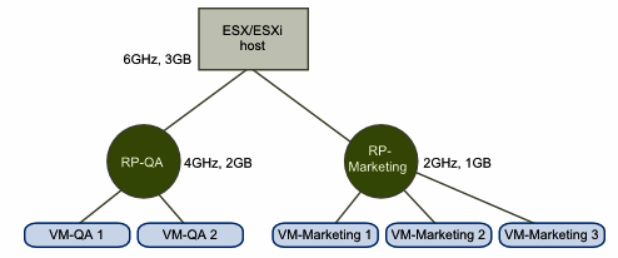 ESX/ESXi
host
6GHz, 3GB
RP-QA
4GHz, 2GB
RP-
Marketing
2GHz, 1GB
VM-QA 1
VM-QA 2
VM-Marketing 1
VM-Marketing 2
VM-Marketing 3